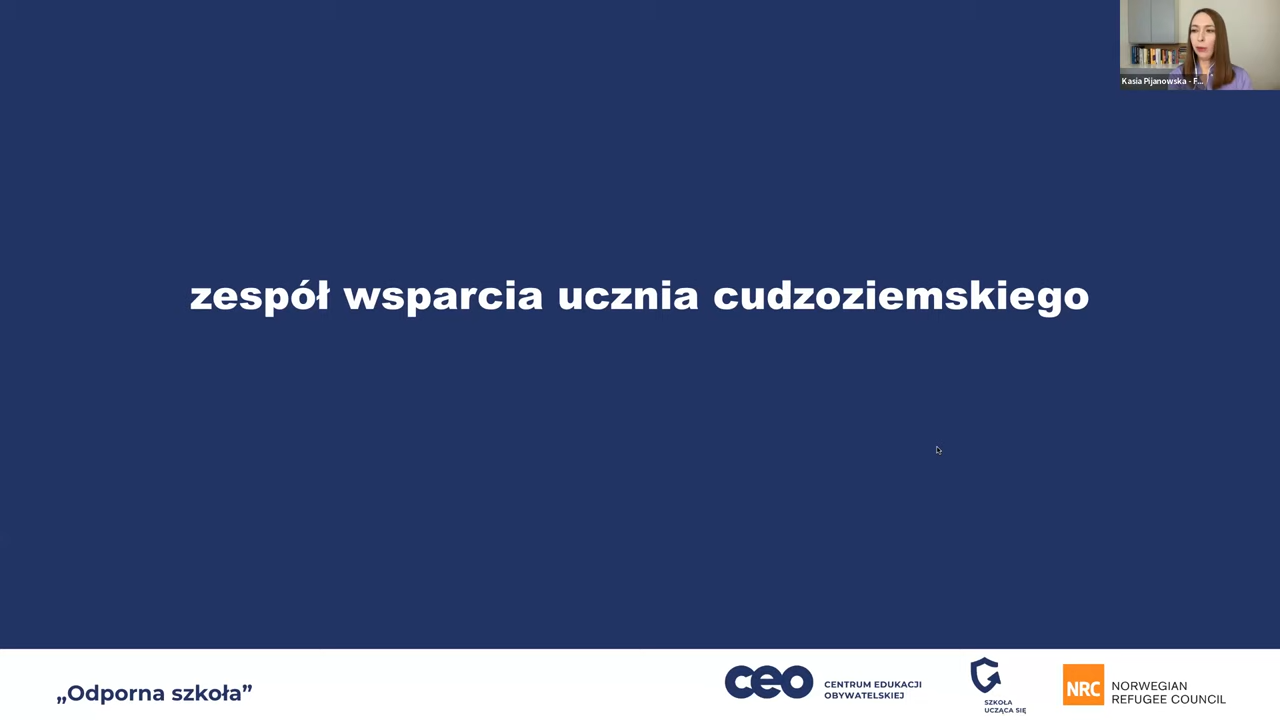 Kasia Pijanowska - F...
zespół wsparcia ucznia cudzoziemskiego
„Odporna szkoła”
ceo
CENTRUM EDUKACJI
OBYWATELSKIEJ
SZKOŁA
UCZĄCA SIĘ
NRC
NORWEGIAN
REFUGEE COUNCIL